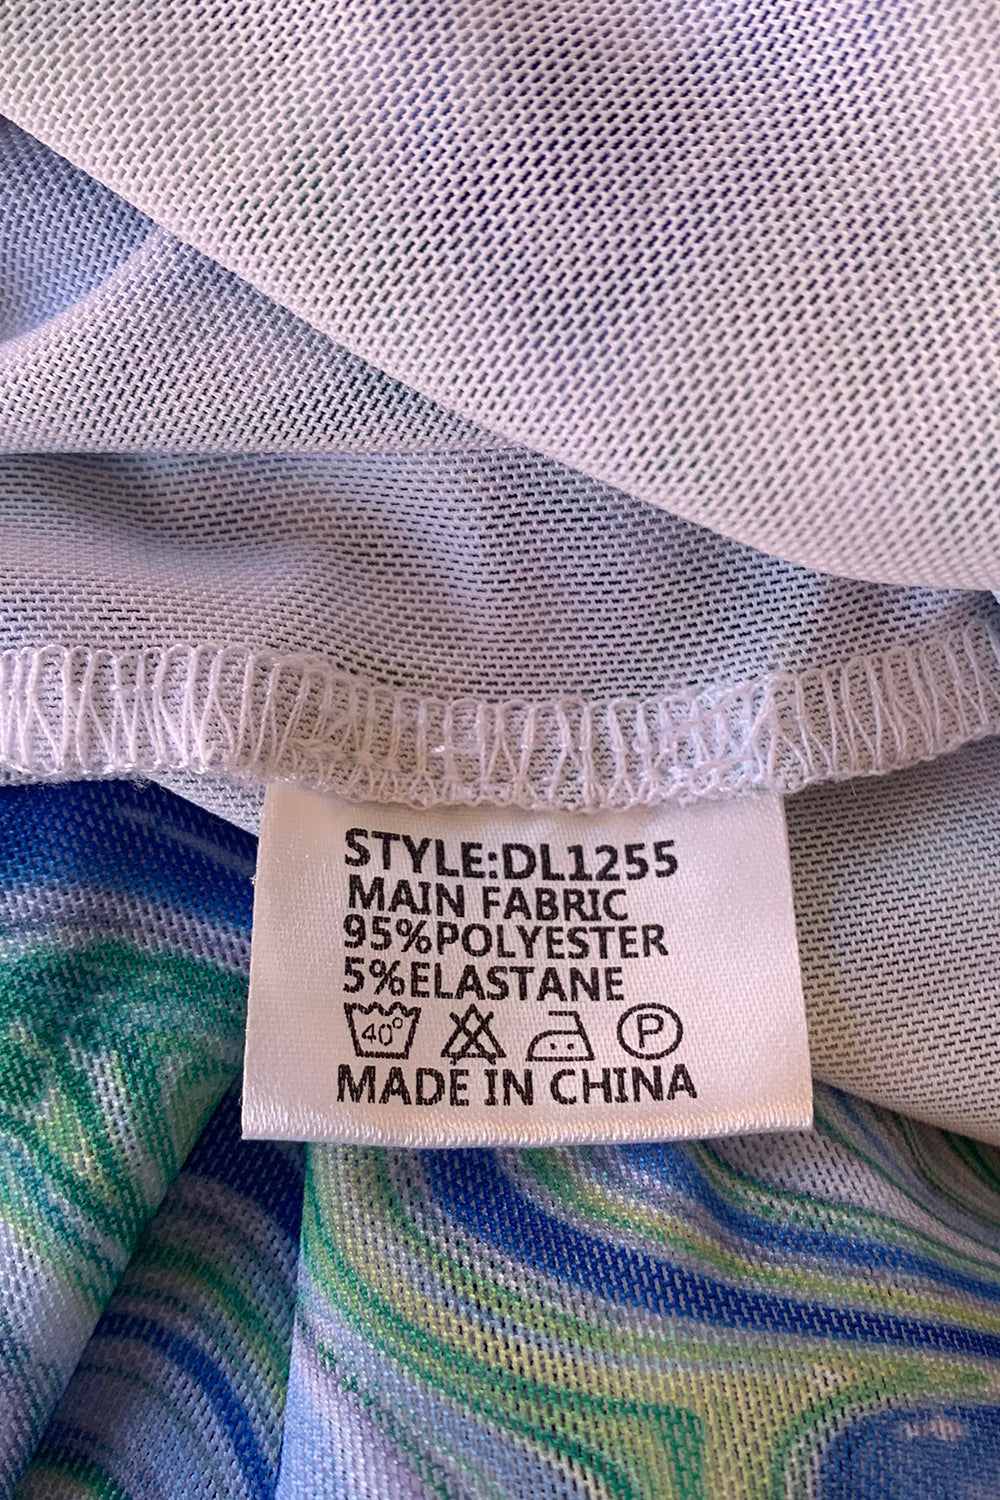 STYLE:DL1255
MAIN FABRIC
95%POLYESTER
5%ELASTANE
40° P
MADE IN CHINA